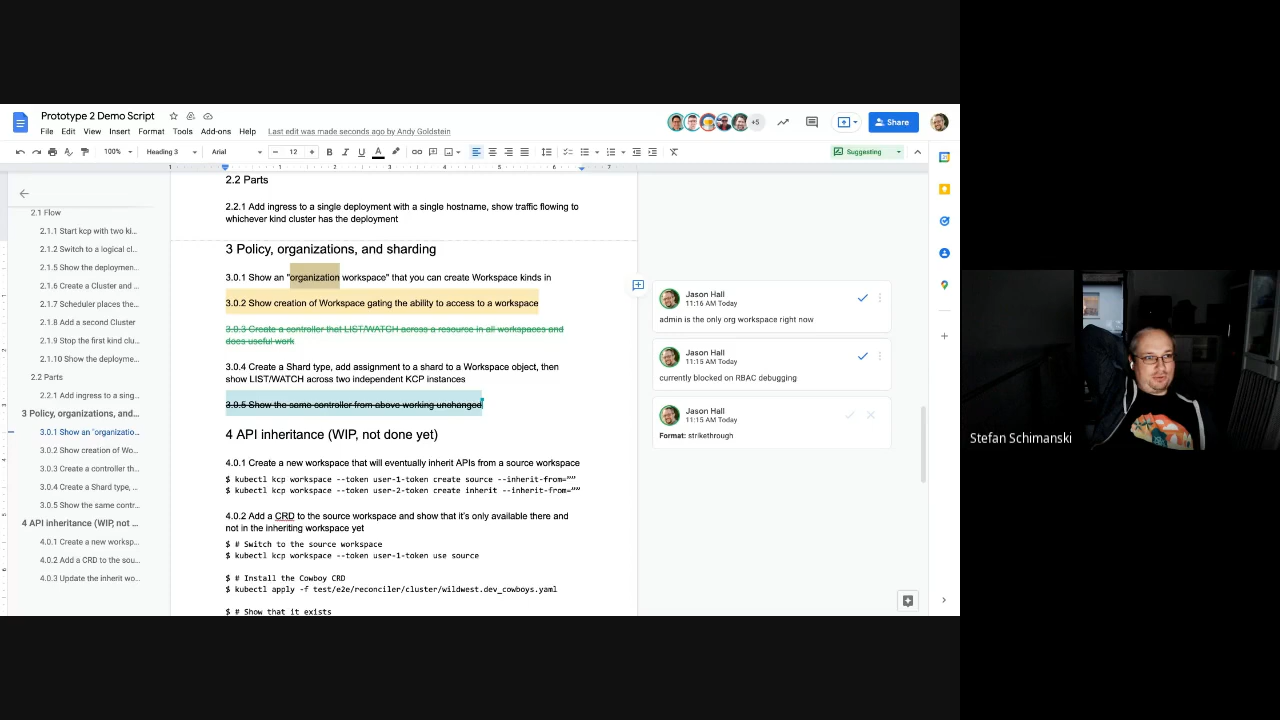 Prototype 2 Demo Script
File Edit View Insert Format Tools Add-ons Help Last edit was made seconds ago by Andy Goldstein
+5
Share
100% Heading 3 Arial 12
Suggesting
2.1 Flow
2.1.1 Start kcp with two ki...
2.1.2 Switch to a logical cl...
2.1.5 Show the deploymen...
2.1.6 Create a Cluster and ...
2.1.7 Scheduler places the...
2.1.8 Add a second Cluster
2.1.9 Stop the first kind clu...
2.1.10 Show the deployme...
2.2 Parts
2.2.1 Add ingress to a sing...
3 Policy, organizations, and...
3.0.1 Show an "organizatio...
3.0.2 Show creation of Wo...
3.0.3 Create a controller th...
3.0.4 Create a Shard type, ...
3.0.5 Show the same contr...
4 API inheritance (WIP, not ...
4.0.1 Create a new worksp...
4.0.2 Add a CRD to the sou...
4.0.3 Update the inherit wo...
2.2 Parts
2.2.1 Add ingress to a single deployment with a single hostname, show traffic flowing to
whichever kind cluster has the deployment
3 Policy, organizations, and sharding
3.0.1 Show an "organization workspace" that you can create Workspace kinds in
3.0.2 Show creation of Workspace gating the ability to access to a workspace
3.0.3 Create a controller that LIST/WATCH across a resource in all workspaces and
does useful work
3.0.4 Create a Shard type, add assignment to a shard to a Workspace object, then
show LIST/WATCH across two independent KCP instances
3.0.5 Show the same controller from above working unchanged
4 API inheritance (WIP, not done yet)
4.0.1 Create a new workspace that will eventually inherit APIs from a source workspace
$ kubectl kcp workspace --token user-1-token create source --inherit-from=""
$ kubectl kcp workspace --token user-2-token create inherit --inherit-from=""
4.0.2 Add a CRD to the source workspace and show that it's only available there and
not in the inheriting workspace yet
$ # Switch to the source workspace
$ kubectl kcp workspace --token user-1-token use source
$ # Install the Cowboy CRD
$ kubectl apply -f test/e2e/reconciler/cluster/wildwest.dev_cowboys.yaml
$ # Show that it exists
Jason Hall
11:16 AM Today
admin is the only org workspace right now
Jason Hall
11:15 AM Today
currently blocked on RBAC debugging
Jason Hall
11:15 AM Today
Format: strikethrough
Stefan Schimanski